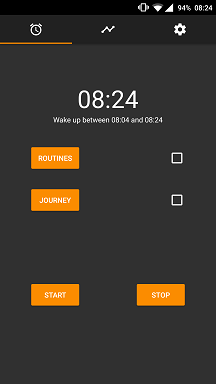 94% 08:24
08:24
Wake up between 08:04 and 08:24
ROUTINES
JOURNEY
START STOP